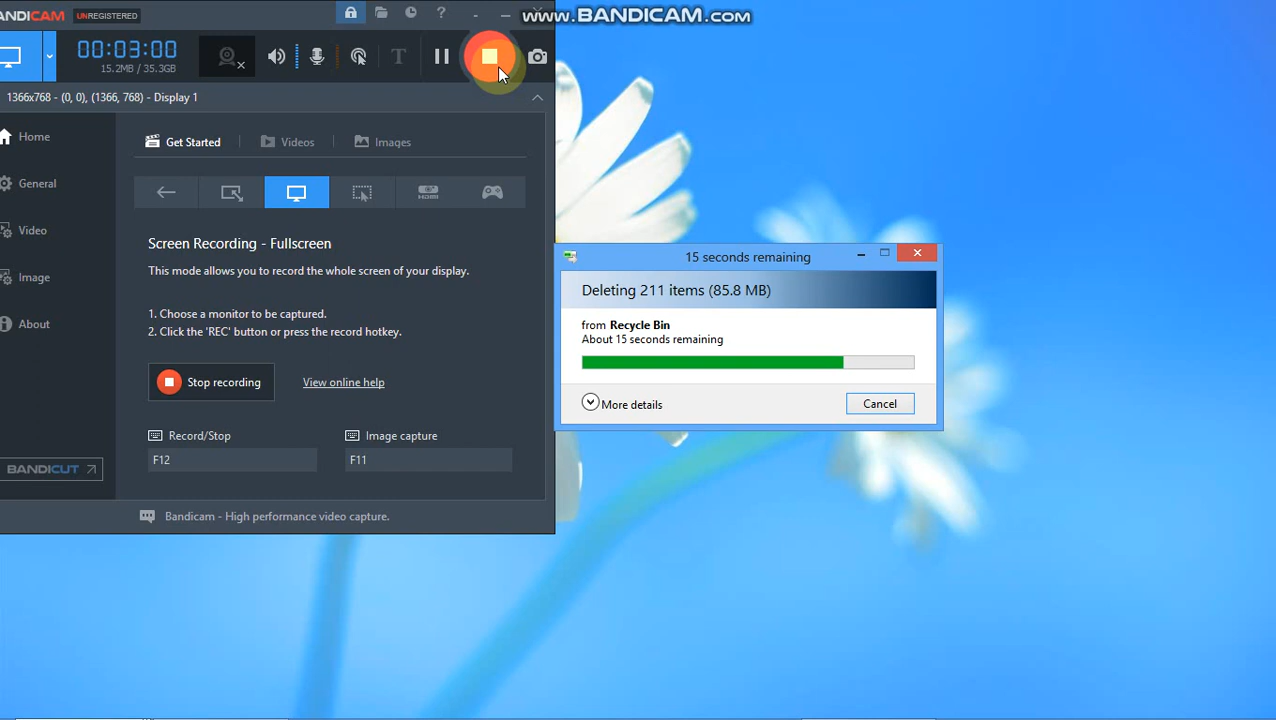 BANDICAM UNREGISTERED
www.BANDICAM.com
00:03:00
15.2MB / 35.3GB
1366x768 - (0, 0), (1366, 768) - Display 1
Home
General
Video
Image
About
BANDICUT
Get Started
Videos
Images
HDMI
Screen Recording - Fullscreen
This mode allows you to record the whole screen of your display.
1. Choose a monitor to be captured.
2. Click the 'REC' button or press the record hotkey.
Stop recording
View online help
Record/Stop
Image capture
F12
F11
Bandicam - High performance video capture.
15 seconds remaining
Deleting 211 items (85.8 MB)
from Recycle Bin
About 15 seconds remaining
More details
Cancel